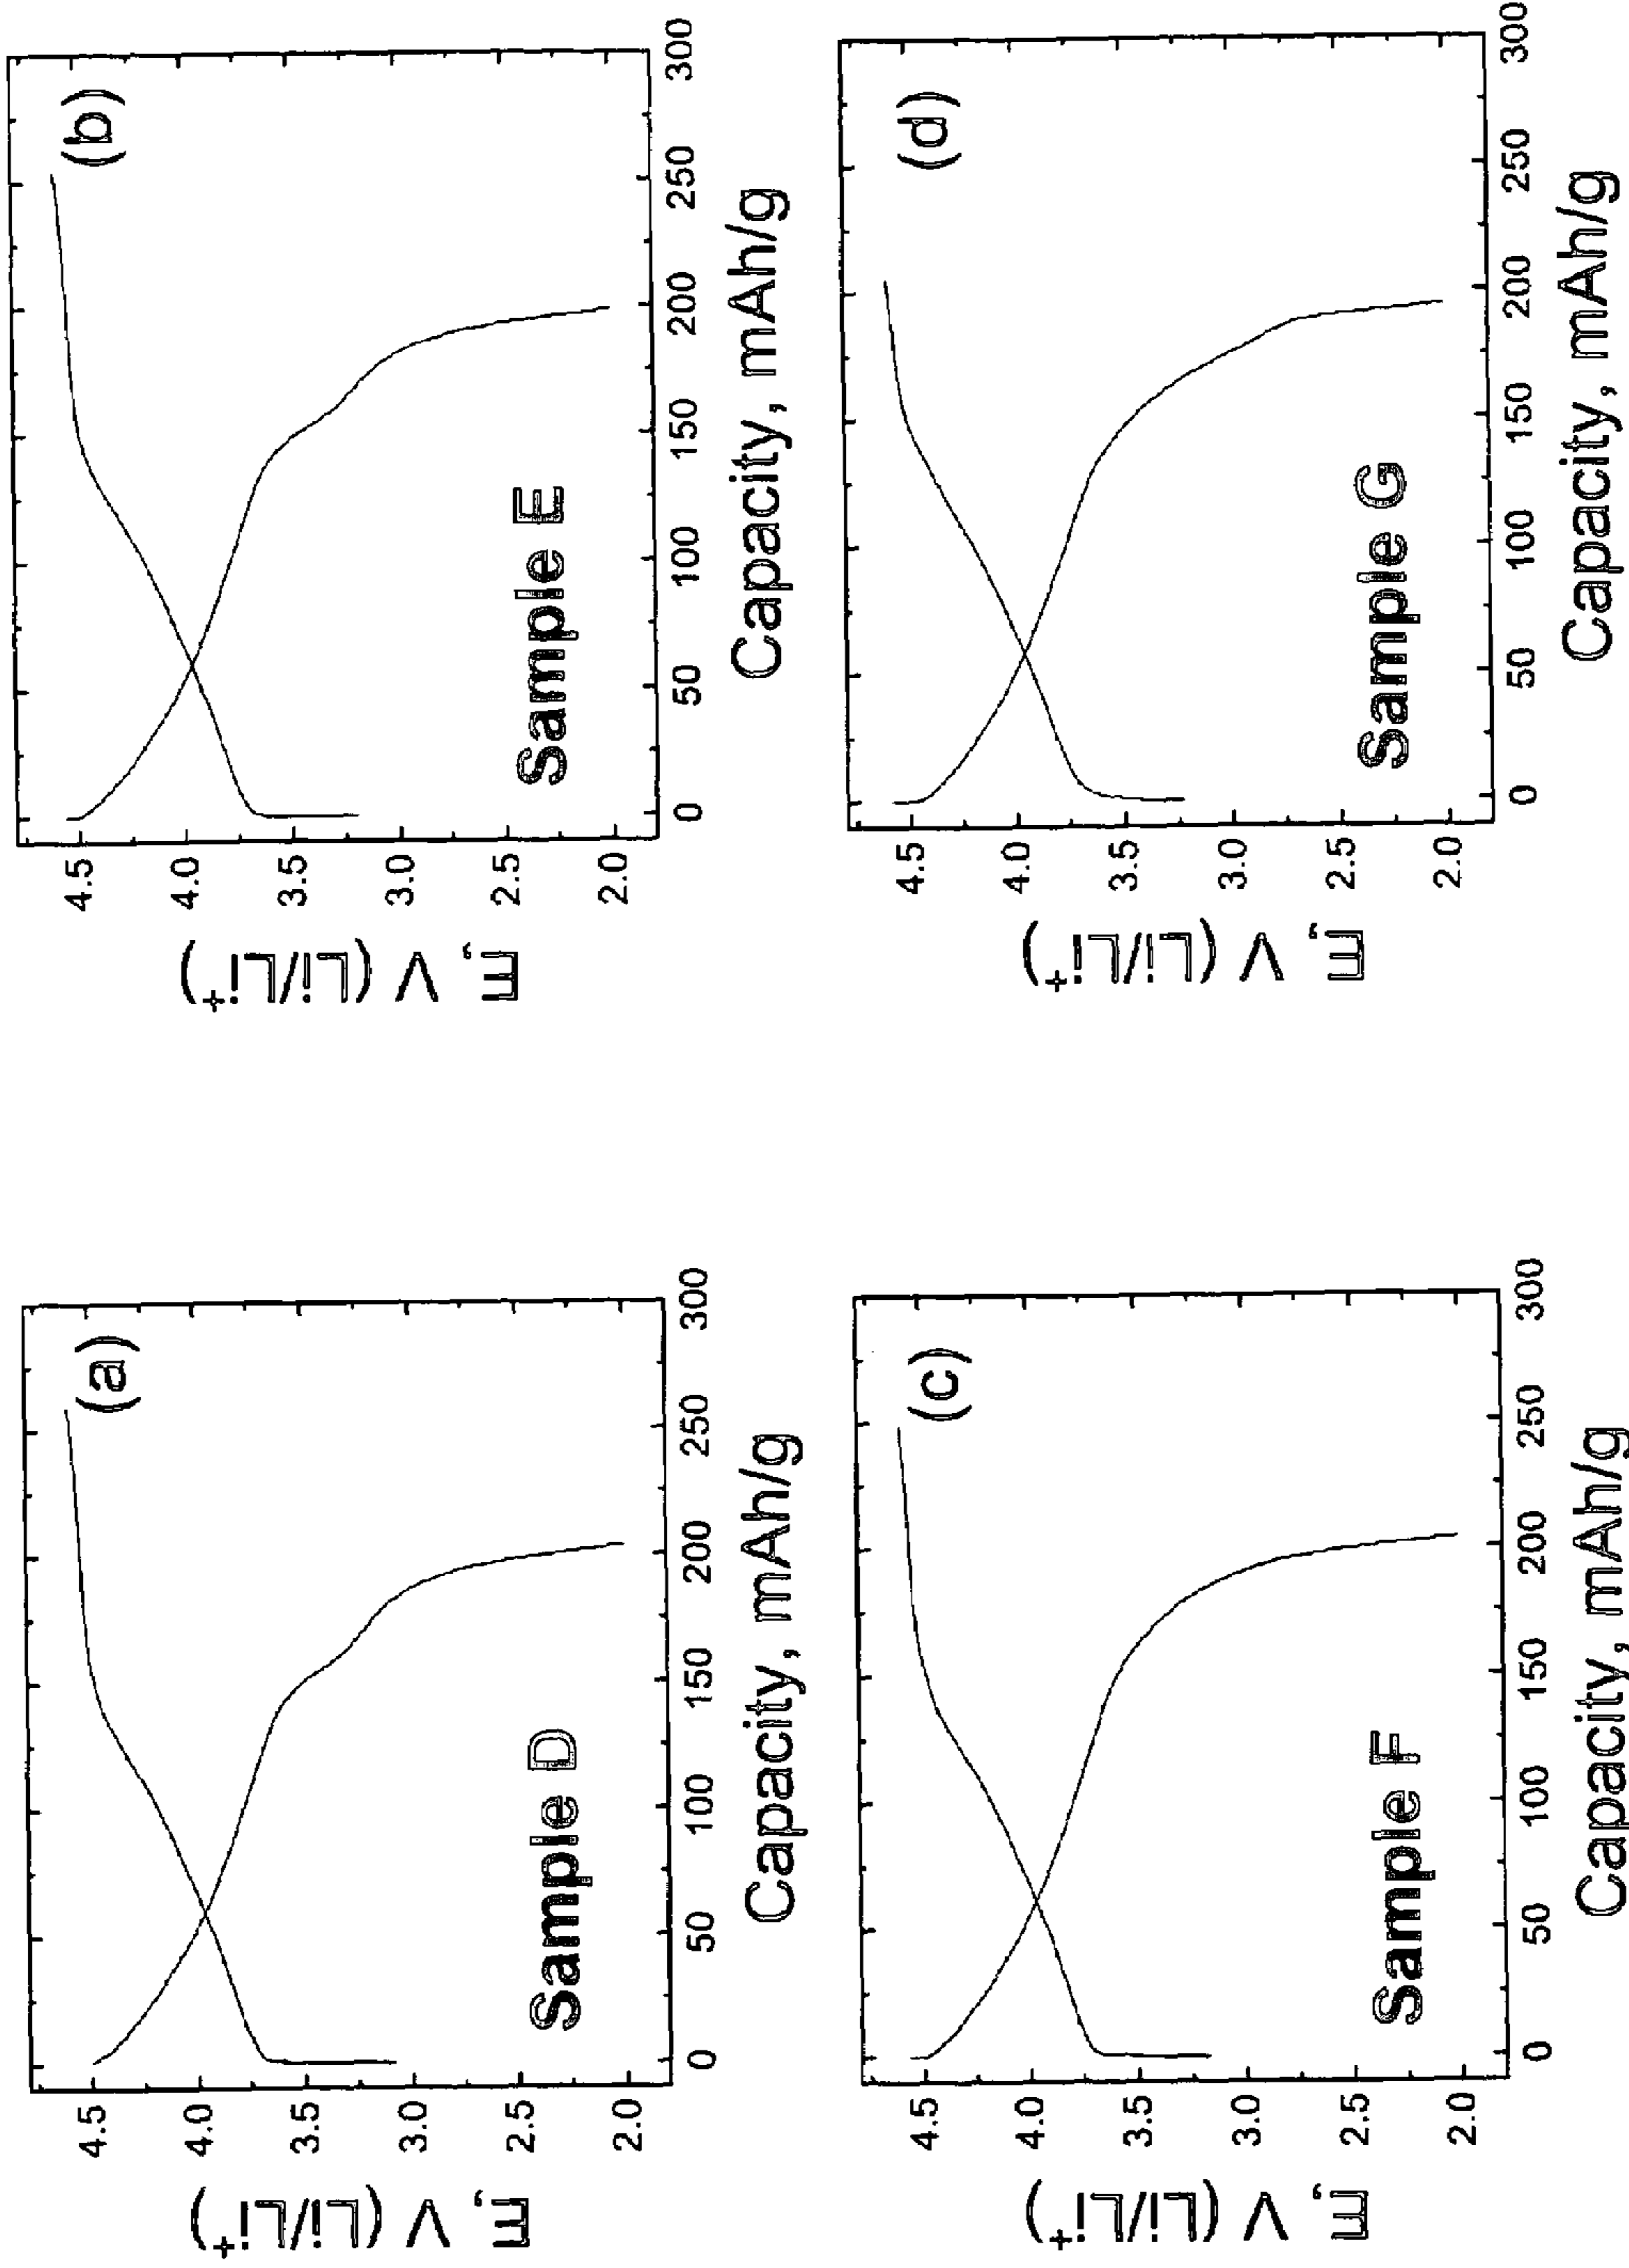 (a)
Sample D
4.5
4.0
3.5
3.0
2.5
2.0
E, V (Li/Li⁺)
0 50 100 150 200 250 300
Capacity, mAh/g
(b)
Sample E
4.5
4.0
3.5
3.0
2.5
2.0
E, V (Li/Li⁺)
0 50 100 150 200 250 300
Capacity, mAh/g
(c)
Sample F
4.5
4.0
3.5
3.0
2.5
2.0
E, V (Li/Li⁺)
0 50 100 150 200 250 300
Capacity, mAh/g
(d)
Sample G
4.5
4.0
3.5
3.0
2.5
2.0
E, V (Li/Li⁺)
0 50 100 150 200 250 300
Capacity, mAh/g